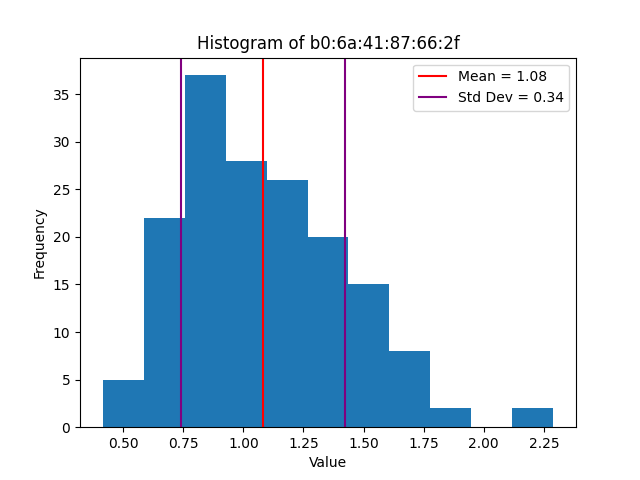 Histogram of b0:6a:41:87:66:2f
Mean = 1.08
Std Dev = 0.34
Frequency
35
30
25
20
15
10
5
0
0.50 0.75 1.00 1.25 1.50 1.75 2.00 2.25
Value